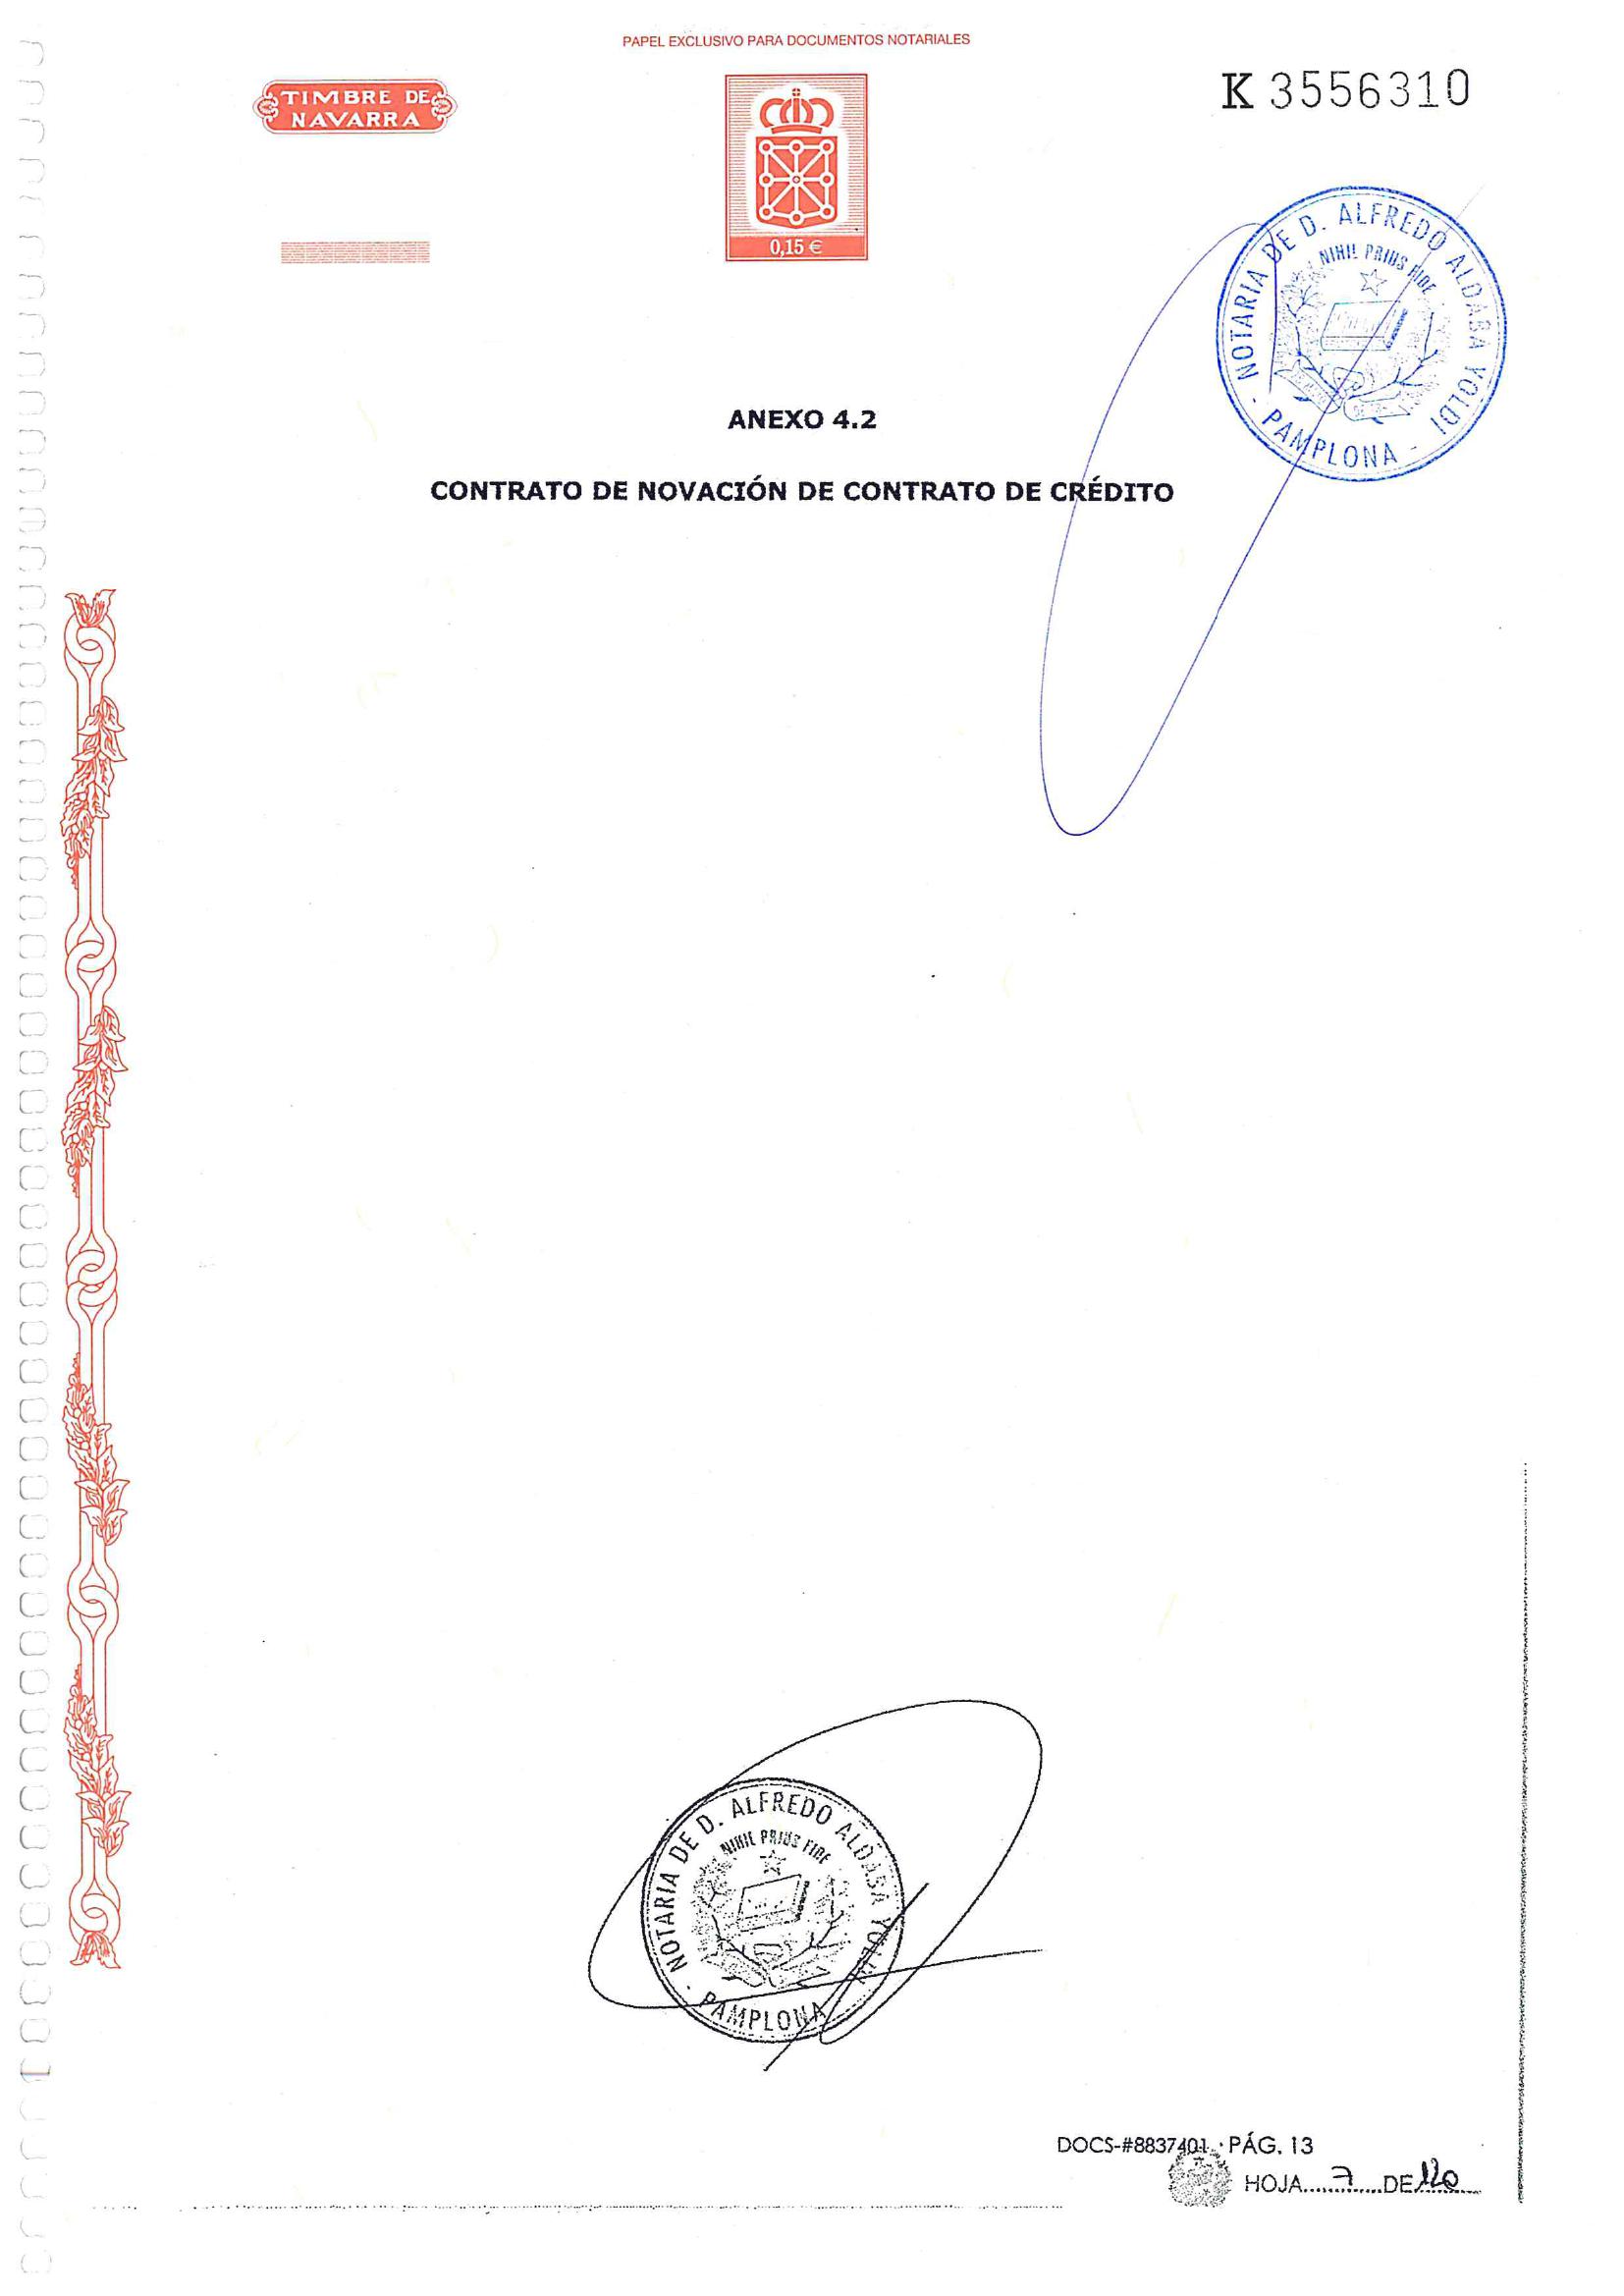 PAPEL EXCLUSIVO PARA DOCUMENTOS NOTARIALES
TIMBRE DE
NAVARRA
0,15 €
K 3556310
NOTARIA DE D. ALFREDO ALDABA YOLDI
NIHIL PRIUS FIDE
- PAMPLONA -
ANEXO 4.2
CONTRATO DE NOVACIÓN DE CONTRATO DE CRÉDITO
NOTARIA DE D. ALFREDO ALDABA YOLDI
NIHIL PRIUS FIDE
- PAMPLONA
DOCS-#8837401 · PÁG. 13
HOJA.....7.....DE 120